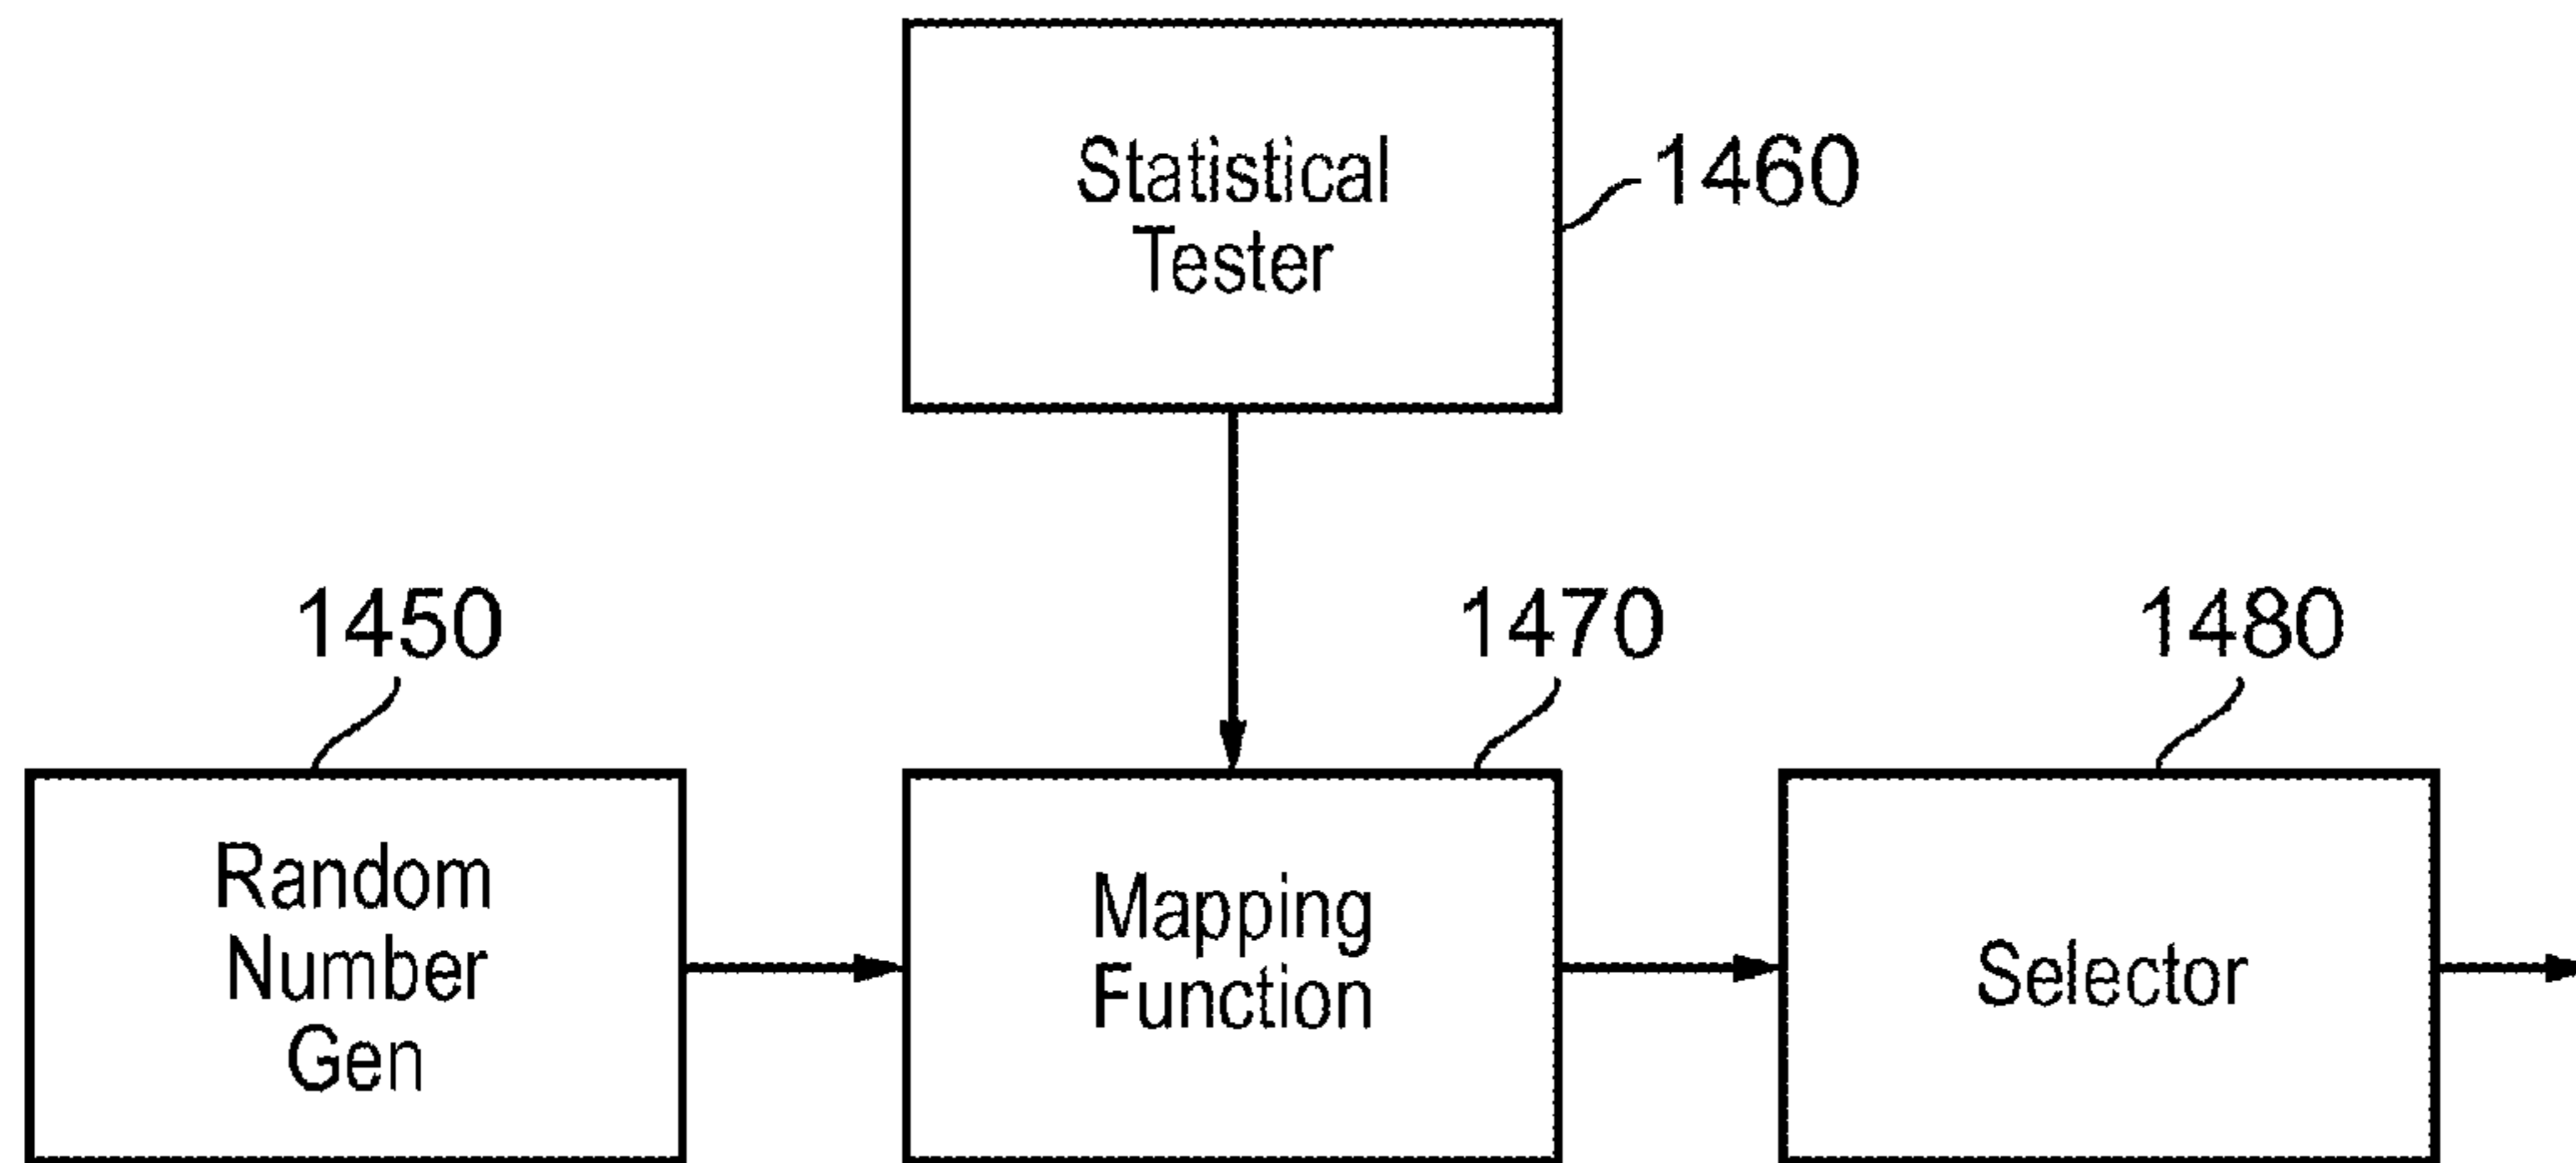 Statistical
Tester
1460
1450
1470
1480
Random
Number
Gen
Mapping
Function
Selector